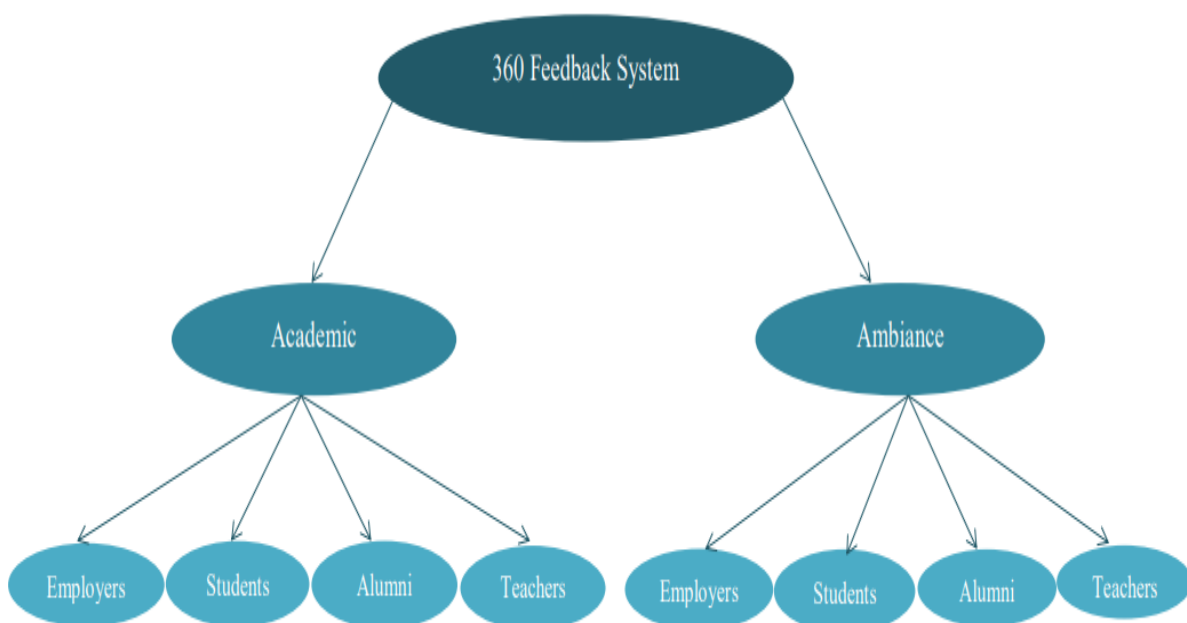 360 Feedback System
Academic
Ambiance
Employers
Students
Alumni
Teachers
Employers
Students
Alumni
Teachers